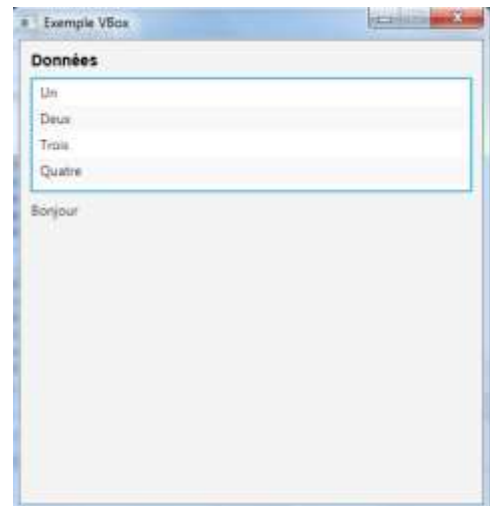 Exemple VBox
Données
Un
Deux
Trois
Quatre
Bonjour